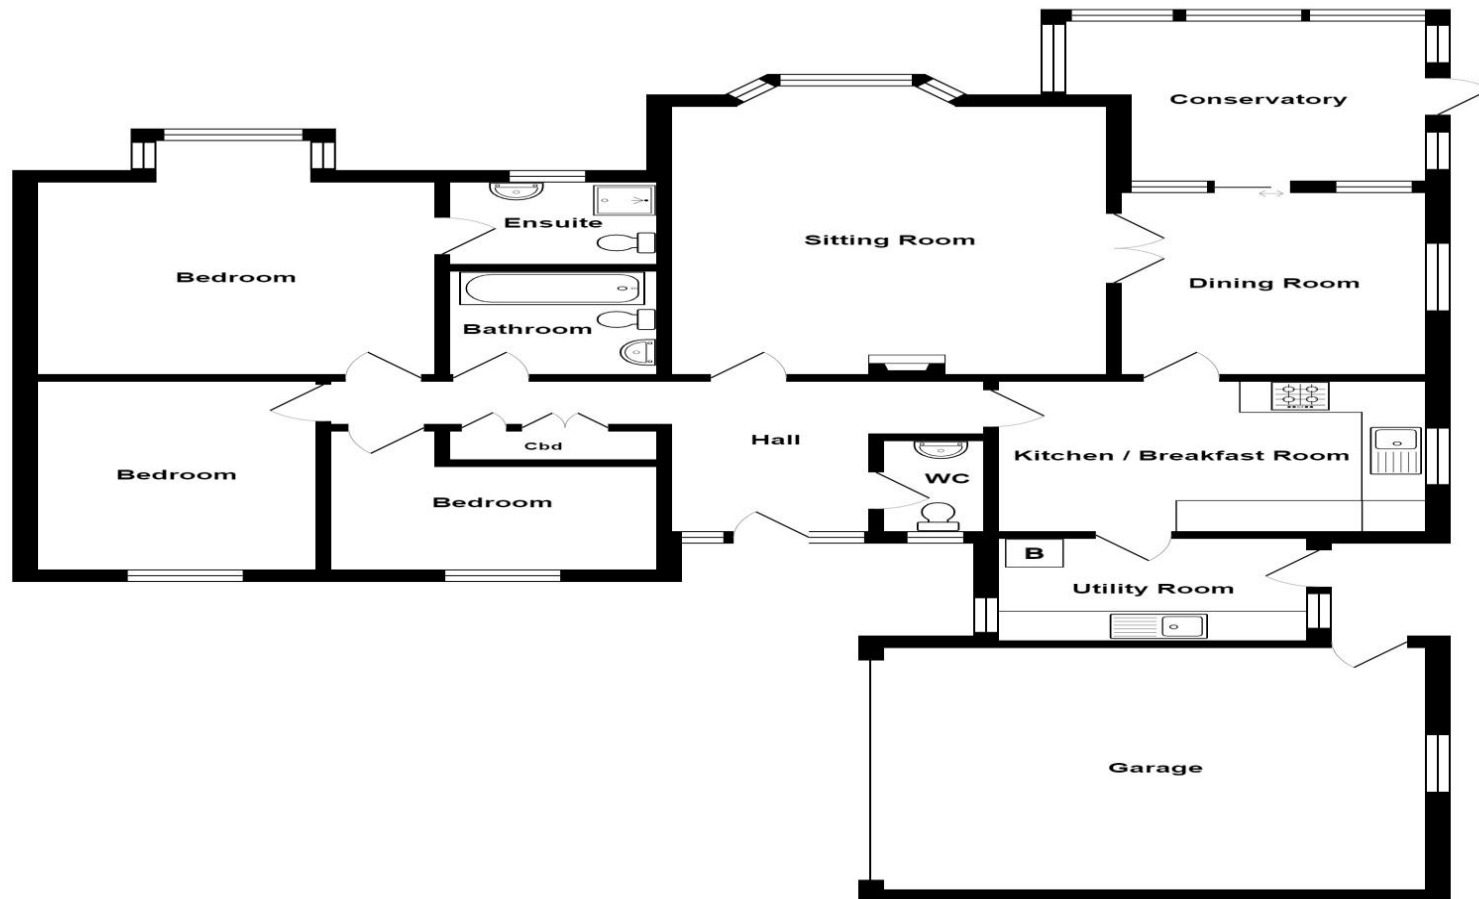 Conservatory
Ensuite
Sitting Room
Bedroom
Dining Room
Bathroom
Hall
Cbd
Kitchen / Breakfast Room
Bedroom
WC
Bedroom
B
Utility Room
Garage